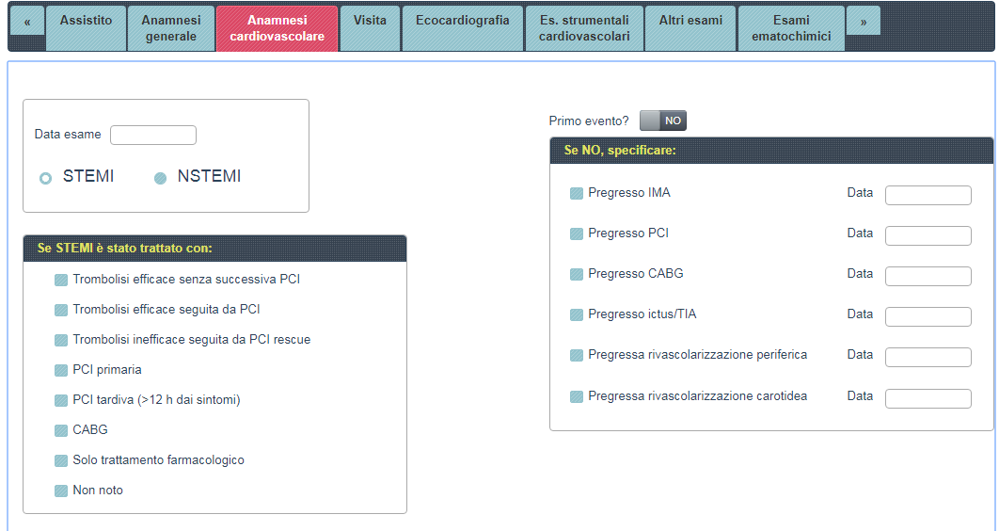 «
Assistito
Anamnesi
generale
Anamnesi
cardiovascolare
Visita
Ecocardiografia
Es. strumentali
cardiovascolari
Altri esami
Esami
ematochimici
»
Data esame
STEMI
NSTEMI
Se STEMI è stato trattato con:
Trombolisi efficace senza successiva PCI
Trombolisi efficace seguita da PCI
Trombolisi inefficace seguita da PCI rescue
PCI primaria
PCI tardiva (>12 h dai sintomi)
CABG
Solo trattamento farmacologico
Non noto
Primo evento? NO
Se NO, specificare:
Pregresso IMA Data
Pregresso PCI Data
Pregresso CABG Data
Pregresso ictus/TIA Data
Pregressa rivascolarizzazione periferica Data
Pregressa rivascolarizzazione carotidea Data